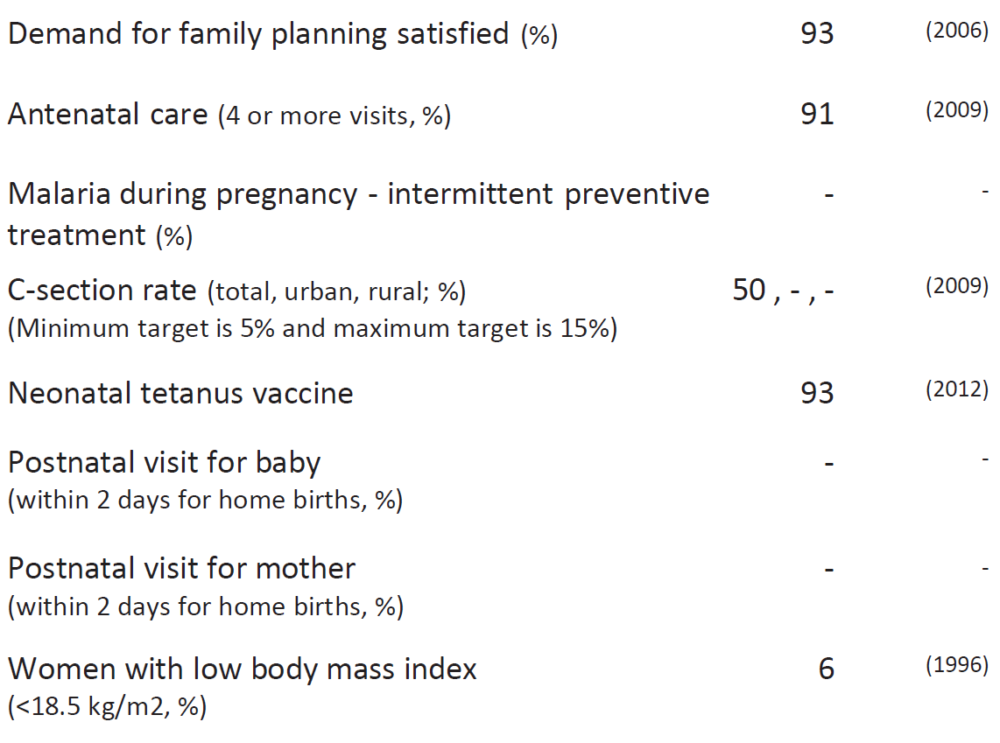 Demand for family planning satisfied (%) 93 (2006)
Antenatal care (4 or more visits, %) 91 (2009)
Malaria during pregnancy - intermittent preventive - -
treatment (%)
C-section rate (total, urban, rural; %) 50 , - , - (2009)
(Minimum target is 5% and maximum target is 15%)
Neonatal tetanus vaccine 93 (2012)
Postnatal visit for baby - -
(within 2 days for home births, %)
Postnatal visit for mother - -
(within 2 days for home births, %)
Women with low body mass index 6 (1996)
(<18.5 kg/m2, %)